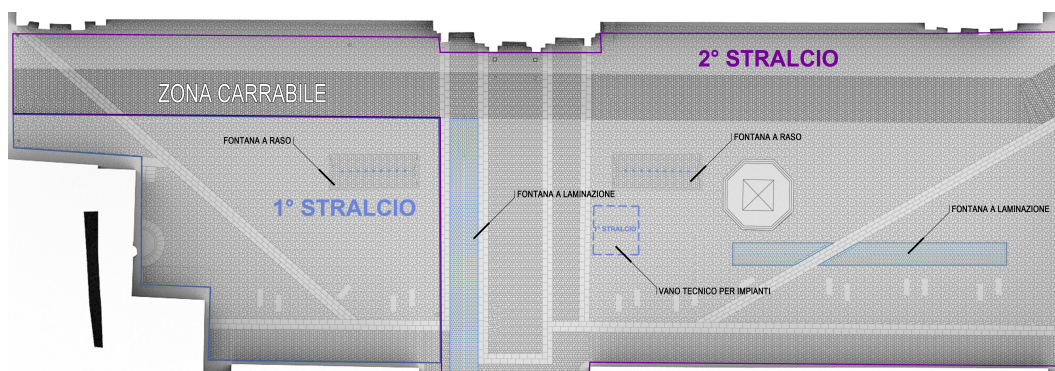 2° STRALCIO
ZONA CARRABILE
FONTANA A RASO
FONTANA A RASO
FONTANA A LAMINAZIONE
1° STRALCIO
FONTANA A LAMINAZIONE
1° STRALCIO
VANO TECNICO PER IMPIANTI